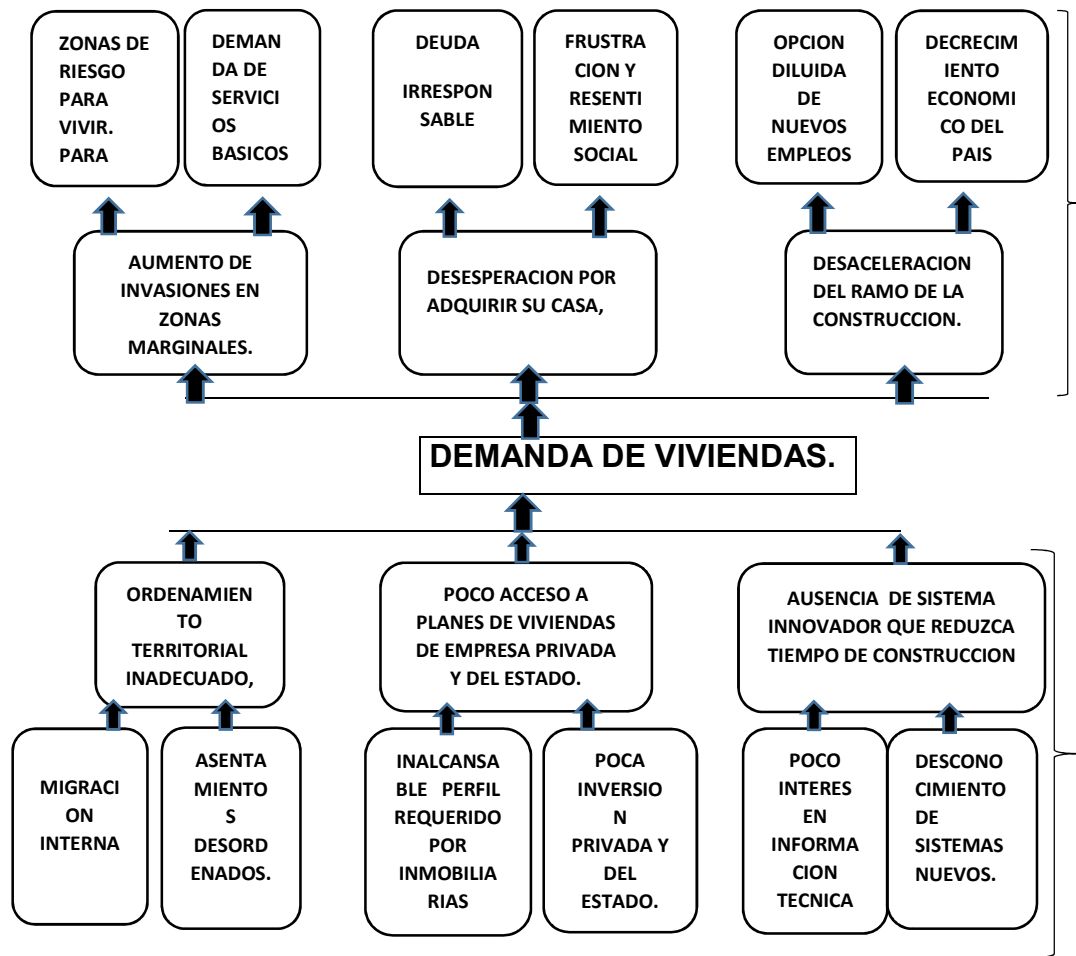 ZONAS DE
RIESGO
PARA
VIVIR.
PARA
DEMAN
DA DE
SERVICI
OS
BASICOS
DEUDA
IRRESPON
SABLE
FRUSTRA
CION Y
RESENTI
MIENTO
SOCIAL
OPCION
DILUIDA
DE
NUEVOS
EMPLEOS
DECRECIM
IENTO
ECONOMI
CO DEL
PAIS
AUMENTO DE
INVASIONES EN
ZONAS
MARGINALES.
DESESPERACION POR
ADQUIRIR SU CASA,
DESACELERACION
DEL RAMO DE LA
CONSTRUCCION.
DEMANDA DE VIVIENDAS.
ORDENAMIEN
TO
TERRITORIAL
INADECUADO,
POCO ACCESO A
PLANES DE VIVIENDAS
DE EMPRESA PRIVADA
Y DEL ESTADO.
AUSENCIA  DE SISTEMA
INNOVADOR QUE REDUZCA
TIEMPO DE CONSTRUCCION
MIGRACI
ON
INTERNA
ASENTA
MIENTO
S
DESORD
ENADOS.
INALCANSA
BLE   PERFIL
REQUERIDO
POR
INMOBILIA
RIAS
POCA
INVERSIO
N
PRIVADA Y
DEL
ESTADO.
POCO
INTERES
EN
INFORMA
CION
TECNICA
DESCONO
CIMIENTO
DE
SISTEMAS
NUEVOS.